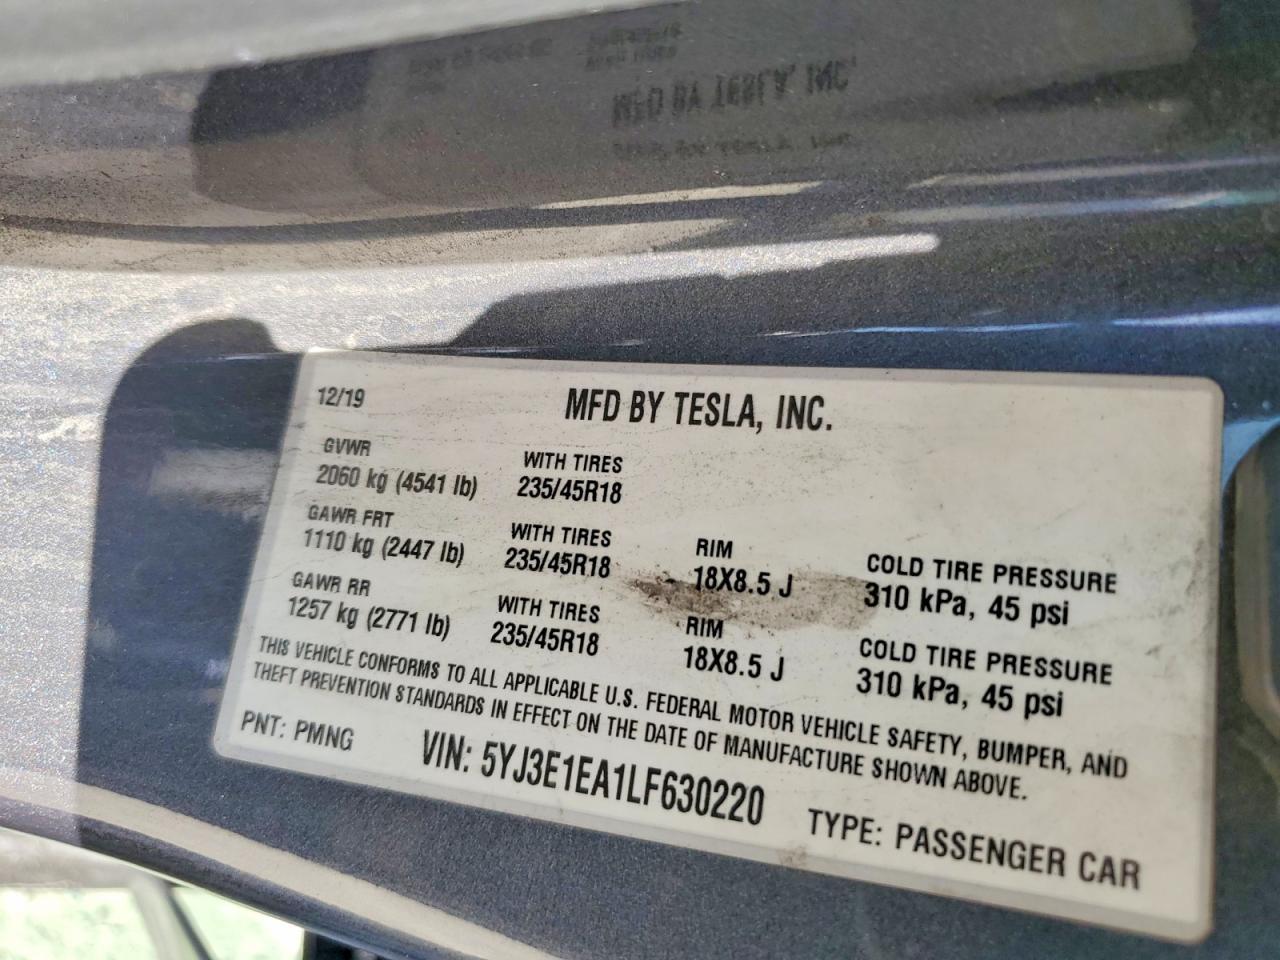 12/19 MFD BY TESLA, INC.
GVWR WITH TIRES
2060 kg (4541 lb) 235/45R18
GAWR FRT WITH TIRES RIM COLD TIRE PRESSURE
1110 kg (2447 lb) 235/45R18 18X8.5 J 310 kPa, 45 psi
GAWR RR WITH TIRES RIM COLD TIRE PRESSURE
1257 kg (2771 lb) 235/45R18 18X8.5 J 310 kPa, 45 psi
THIS VEHICLE CONFORMS TO ALL APPLICABLE U.S. FEDERAL MOTOR VEHICLE SAFETY, BUMPER, AND
THEFT PREVENTION STANDARDS IN EFFECT ON THE DATE OF MANUFACTURE SHOWN ABOVE.
PNT: PMNG VIN: 5YJ3E1EA1LF630220 TYPE: PASSENGER CAR